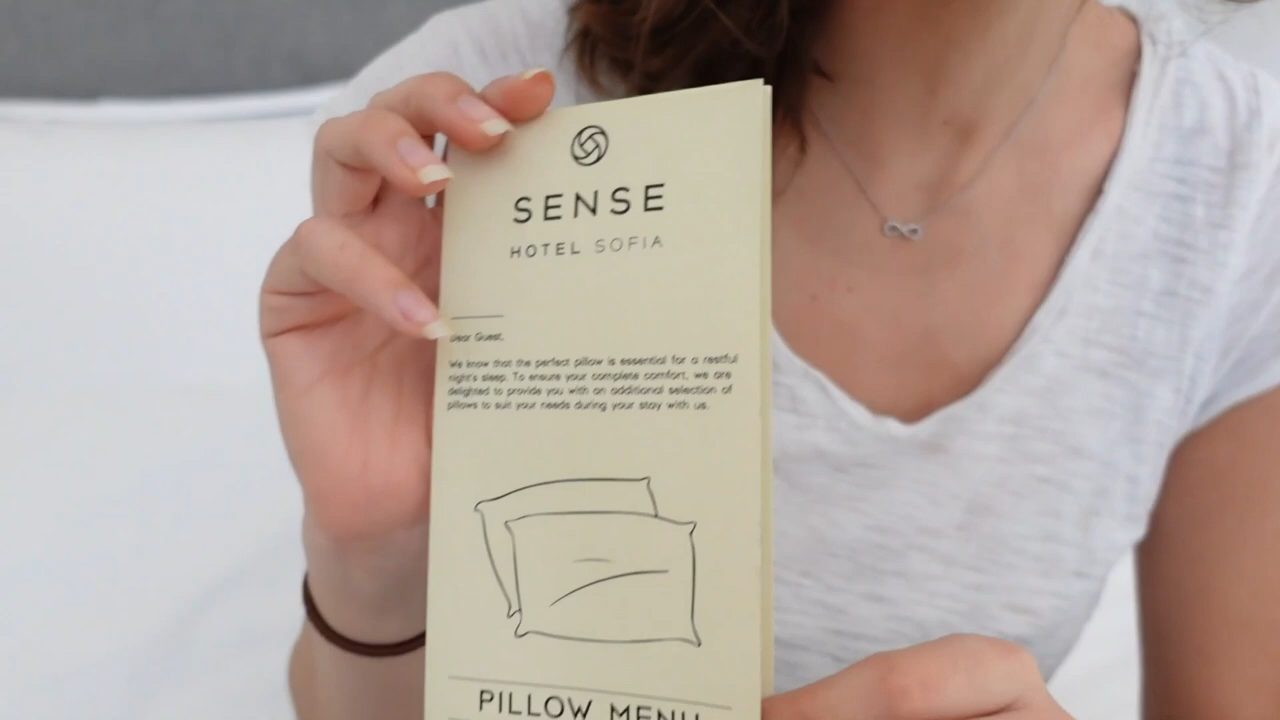 SENSE
HOTEL SOFIA
Dear Guest,
We know that the perfect pillow is essential for a restful
night's sleep. To ensure your complete comfort, we are
delighted to provide you with an additional selection of
pillows to suit your needs during your stay with us.
PILLOW MENU